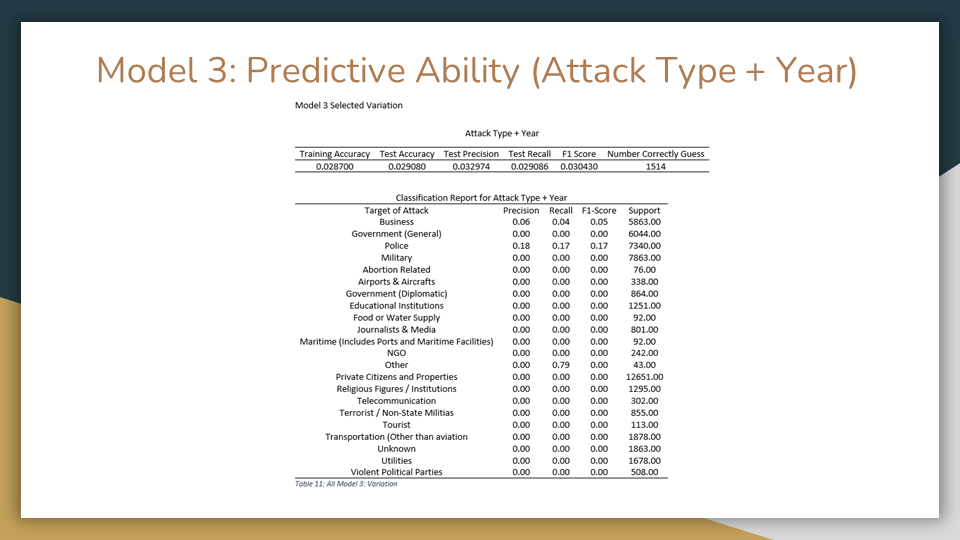 Model 3: Predictive Ability (Attack Type + Year)
Model 3 Selected Variation
Attack Type + Year
Training Accuracy Test Accuracy Test Precision Test Recall F1 Score Number Correctly Guess
0.028700 0.029080 0.032974 0.029086 0.030430 1514
Classification Report for Attack Type + Year
Target of Attack Precision Recall F1-Score Support
Business 0.06 0.04 0.05 5863.00
Government (General) 0.00 0.00 0.00 6044.00
Police 0.18 0.17 0.17 7340.00
Military 0.00 0.00 0.00 7863.00
Abortion Related 0.00 0.00 0.00 76.00
Airports & Aircrafts 0.00 0.00 0.00 338.00
Government (Diplomatic) 0.00 0.00 0.00 864.00
Educational Institutions 0.00 0.00 0.00 1251.00
Food or Water Supply 0.00 0.00 0.00 92.00
Journalists & Media 0.00 0.00 0.00 801.00
Maritime (Includes Ports and Maritime Facilities) 0.00 0.00 0.00 92.00
NGO 0.00 0.00 0.00 242.00
Other 0.00 0.79 0.00 43.00
Private Citizens and Properties 0.00 0.00 0.00 12651.00
Religious Figures / Institutions 0.00 0.00 0.00 1295.00
Telecommunication 0.00 0.00 0.00 302.00
Terrorist / Non-State Militias 0.00 0.00 0.00 855.00
Tourist 0.00 0.00 0.00 113.00
Transportation (Other than aviation 0.00 0.00 0.00 1878.00
Unknown 0.00 0.00 0.00 1863.00
Utilities 0.00 0.00 0.00 1678.00
Violent Political Parties 0.00 0.00 0.00 508.00
Table 11: All Model 3: Variation